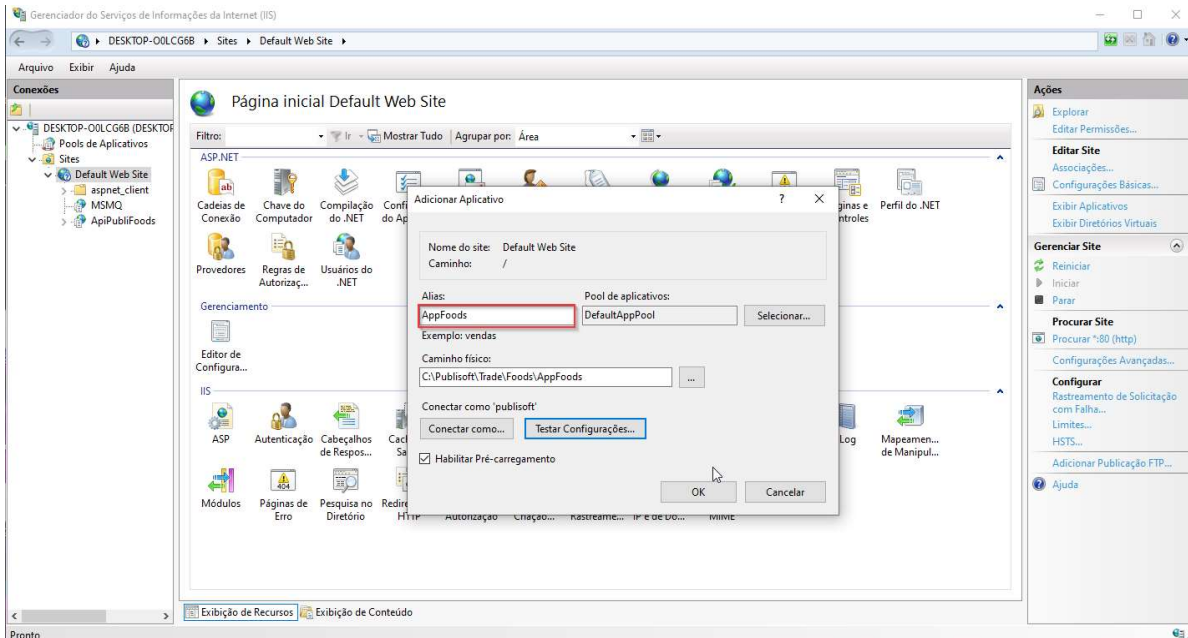 Gerenciador do Serviços de Informações da Internet (IIS)
DESKTOP-O0LCG6B Sites Default Web Site
Arquivo Exibir Ajuda
Conexões
DESKTOP-O0LCG6B (DESKTOP
Pools de Aplicativos
Sites
Default Web Site
aspnet_client
MSMQ
ApiPubliFoods
Página inicial Default Web Site
Filtro: Ir Mostrar Tudo Agrupar por: Área
ASP.NET
Cadeias de Conexão
Chave do Computador
Compilação do .NET
Perfil do .NET
Provedores
Regras de Autorizaç...
Usuários do .NET
Gerenciamento
Editor de Configura...
IIS
ASP
Autenticação
Cabeçalhos de Respos...
Log
Mapeamen... de Manipul...
Módulos
Páginas de Erro
Pesquisa no Diretório
HTTP
Autorização
Criação...
Rastreame...
IP e de Do...
MIME
Adicionar Aplicativo ?
Nome do site: Default Web Site
Caminho: /
Alias:
Pool de aplicativos:
AppFoods
DefaultAppPool
Selecionar...
Exemplo: vendas
Caminho físico:
C:\Publisoft\Trade\Foods\AppFoods
...
Conectar como 'publisoft'
Conectar como...
Testar Configurações...
Habilitar Pré-carregamento
OK
Cancelar
Exibição de Recursos
Exibição de Conteúdo
Pronto
Ações
Explorar
Editar Permissões...
Editar Site
Associações...
Configurações Básicas...
Exibir Aplicativos
Exibir Diretórios Virtuais
Gerenciar Site
Reiniciar
Iniciar
Parar
Procurar Site
Procurar *:80 (http)
Configurações Avançadas...
Configurar
Rastreamento de Solicitação
com Falha...
Limites...
HSTS...
Adicionar Publicação FTP...
Ajuda